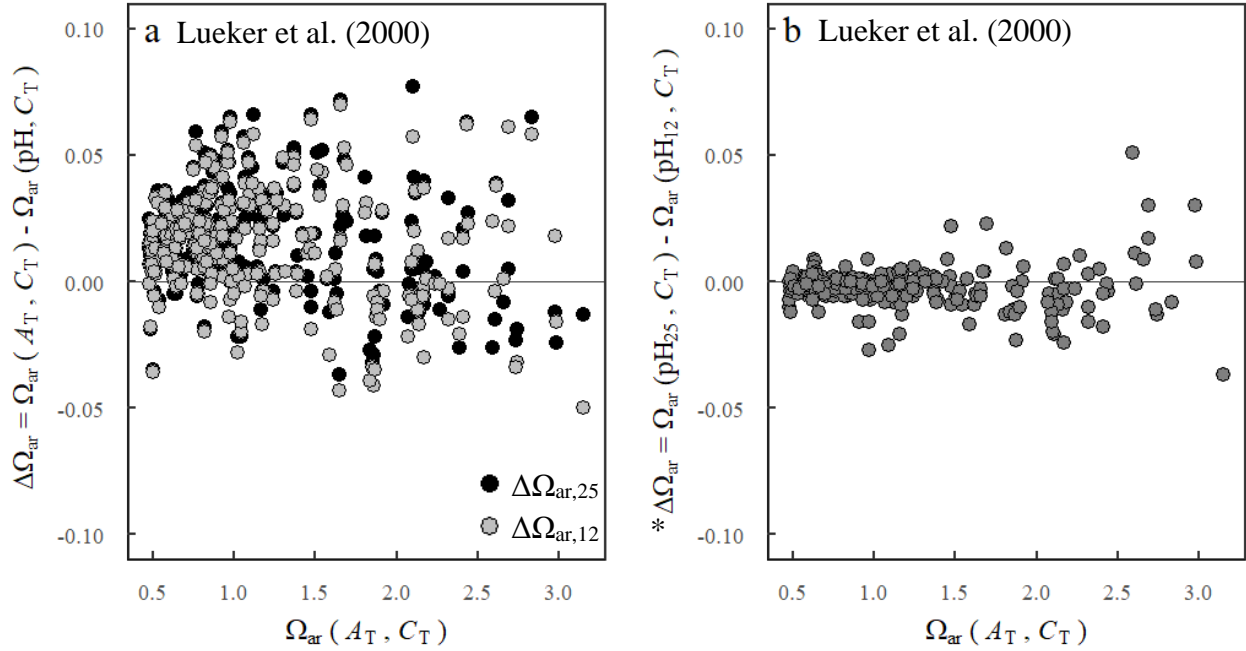 a Lueker et al. (2000)
ΔΩar = Ωar ( AT , CT ) - Ωar (pH, CT )
0.10
0.05
0.00
-0.05
-0.10
ΔΩar,25
ΔΩar,12
0.5 1.0 1.5 2.0 2.5 3.0
Ωar ( AT , CT )
b Lueker et al. (2000)
*ΔΩar = Ωar (pH25 , CT ) - Ωar (pH12 , CT )
0.10
0.05
0.00
-0.05
-0.10
0.5 1.0 1.5 2.0 2.5 3.0
Ωar ( AT , CT )